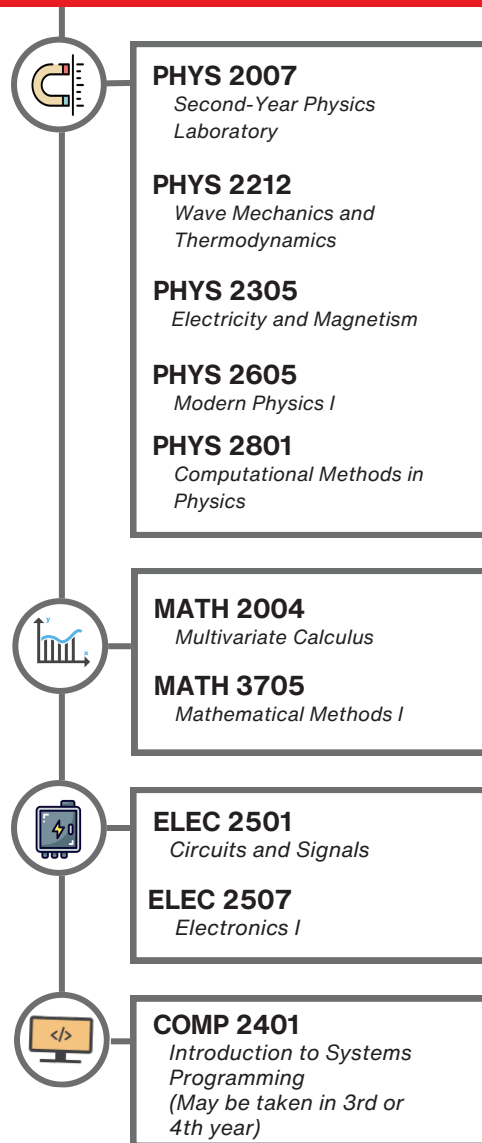 PHYS 2007
Second-Year Physics
Laboratory
PHYS 2212
Wave Mechanics and
Thermodynamics
PHYS 2305
Electricity and Magnetism
PHYS 2605
Modern Physics I
PHYS 2801
Computational Methods in
Physics
y
x
MATH 2004
Multivariate Calculus
MATH 3705
Mathematical Methods I
ELEC 2501
Circuits and Signals
ELEC 2507
Electronics I
</>
COMP 2401
Introduction to Systems
Programming
(May be taken in 3rd or
4th year)